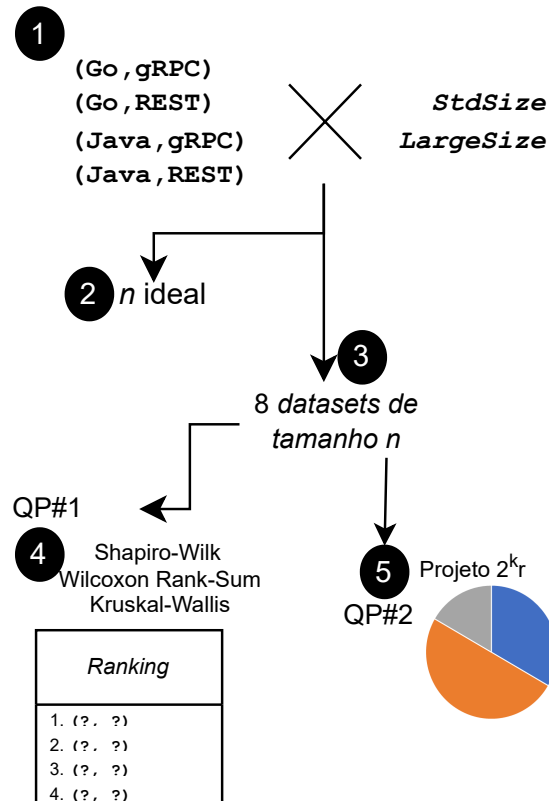 1
(Go,gRPC)
(Go,REST)
(Java,gRPC)
(Java,REST)
StdSize
LargeSize
2 n ideal
3
8 datasets de
tamanho n
QP#1
4
Shapiro-Wilk
Wilcoxon Rank-Sum
Kruskal-Wallis
5
Projeto 2^k r
QP#2
Ranking
1. (?, ?)
2. (?, ?)
3. (?, ?)
4. (?, ?)